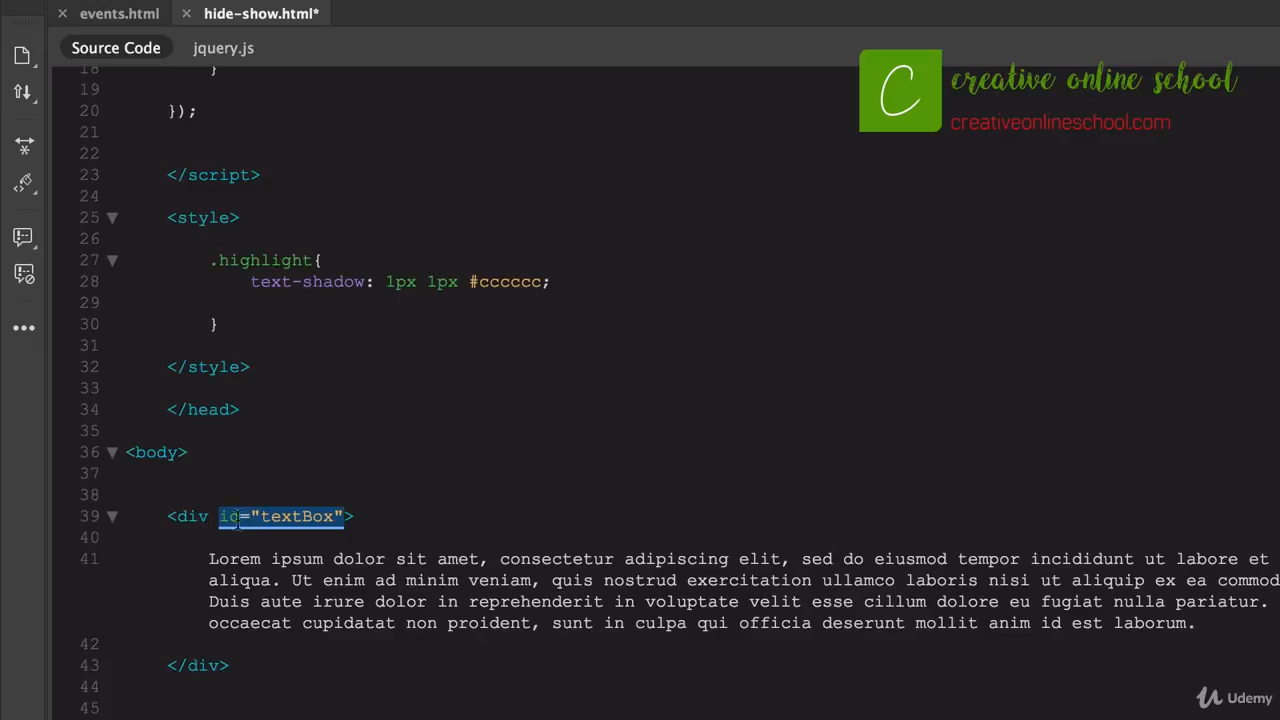 events.html
hide-show.html*
Source Code
jquery.js
18 }
19
20 });
21
22
23 </script>
24
25 <style>
26
27 .highlight{
28 text-shadow: 1px 1px #cccccc;
29
30 }
31
32 </style>
33
34 </head>
35
36 <body>
37
38
39 <div id="textBox">
40
41 Lorem ipsum dolor sit amet, consectetur adipiscing elit, sed do eiusmod tempor incididunt ut labore et
aliqua. Ut enim ad minim veniam, quis nostrud exercitation ullamco laboris nisi ut aliquip ex ea commod
Duis aute irure dolor in reprehenderit in voluptate velit esse cillum dolore eu fugiat nulla pariatur.
occaecat cupidatat non proident, sunt in culpa qui officia deserunt mollit anim id est laborum.
42
43 </div>
44
45
C creative online school
creativeonlineschool.com
Udemy